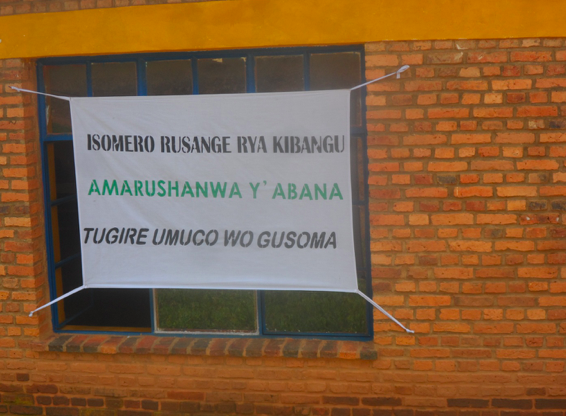 ISOMERO RUSANGE RYA KIBANGU
AMARUSHANWA Y'ABANA
TUGIRE UMUCO WO GUSOMA